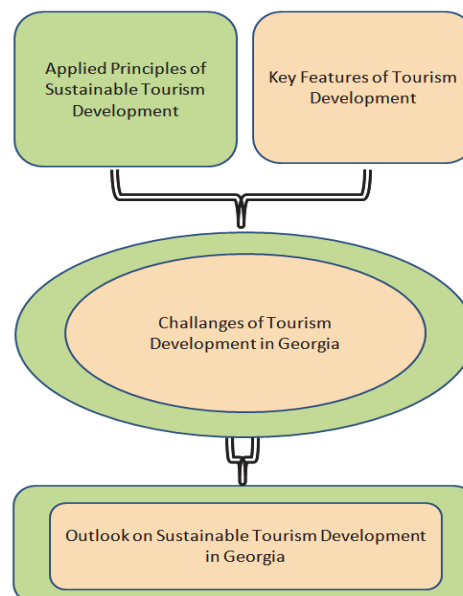 Applied Principles of
Sustainable Tourism
Development
Key Features of Tourism
Development
Challanges of Tourism
Development in Georgia
Outlook on Sustainable Tourism Development
in Georgia